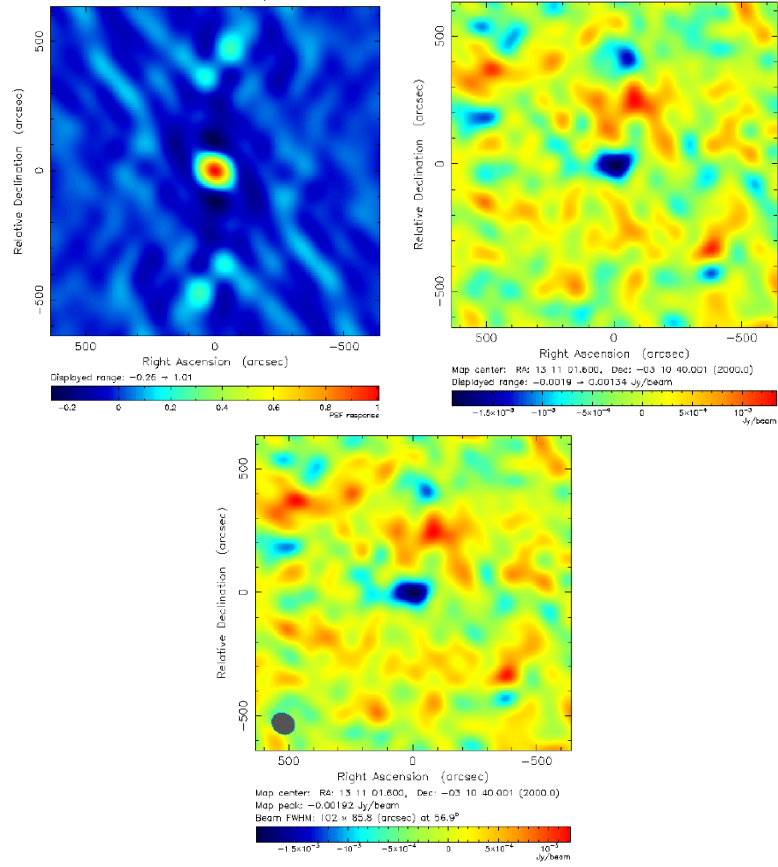 500
0
−500
Relative Declination (arcsec)
500 0 −500
Right Ascension (arcsec)
Displayed range: −0.26 → 1.01
−0.2 0 0.2 0.4 0.6 0.8 1
PSF response
500
0
−500
Relative Declination (arcsec)
500 0 −500
Right Ascension (arcsec)
Map center: RA: 13 11 01.600, Dec: −03 10 40.001 (2000.0)
Displayed range: −0.0019 → 0.00134 Jy/beam
−1.5×10⁻³ −10⁻³ −5×10⁻⁴ 0 5×10⁻⁴ 10⁻³
Jy/beam
500
0
−500
Relative Declination (arcsec)
500 0 −500
Right Ascension (arcsec)
Map center: RA: 13 11 01.600, Dec: −03 10 40.001 (2000.0)
Map peak: −0.00192 Jy/beam
Beam FWHM: 102 × 85.8 (arcsec) at 56.9°
−1.5×10⁻³ −10⁻³ −5×10⁻⁴ 0 5×10⁻⁴ 10⁻³
Jy/beam